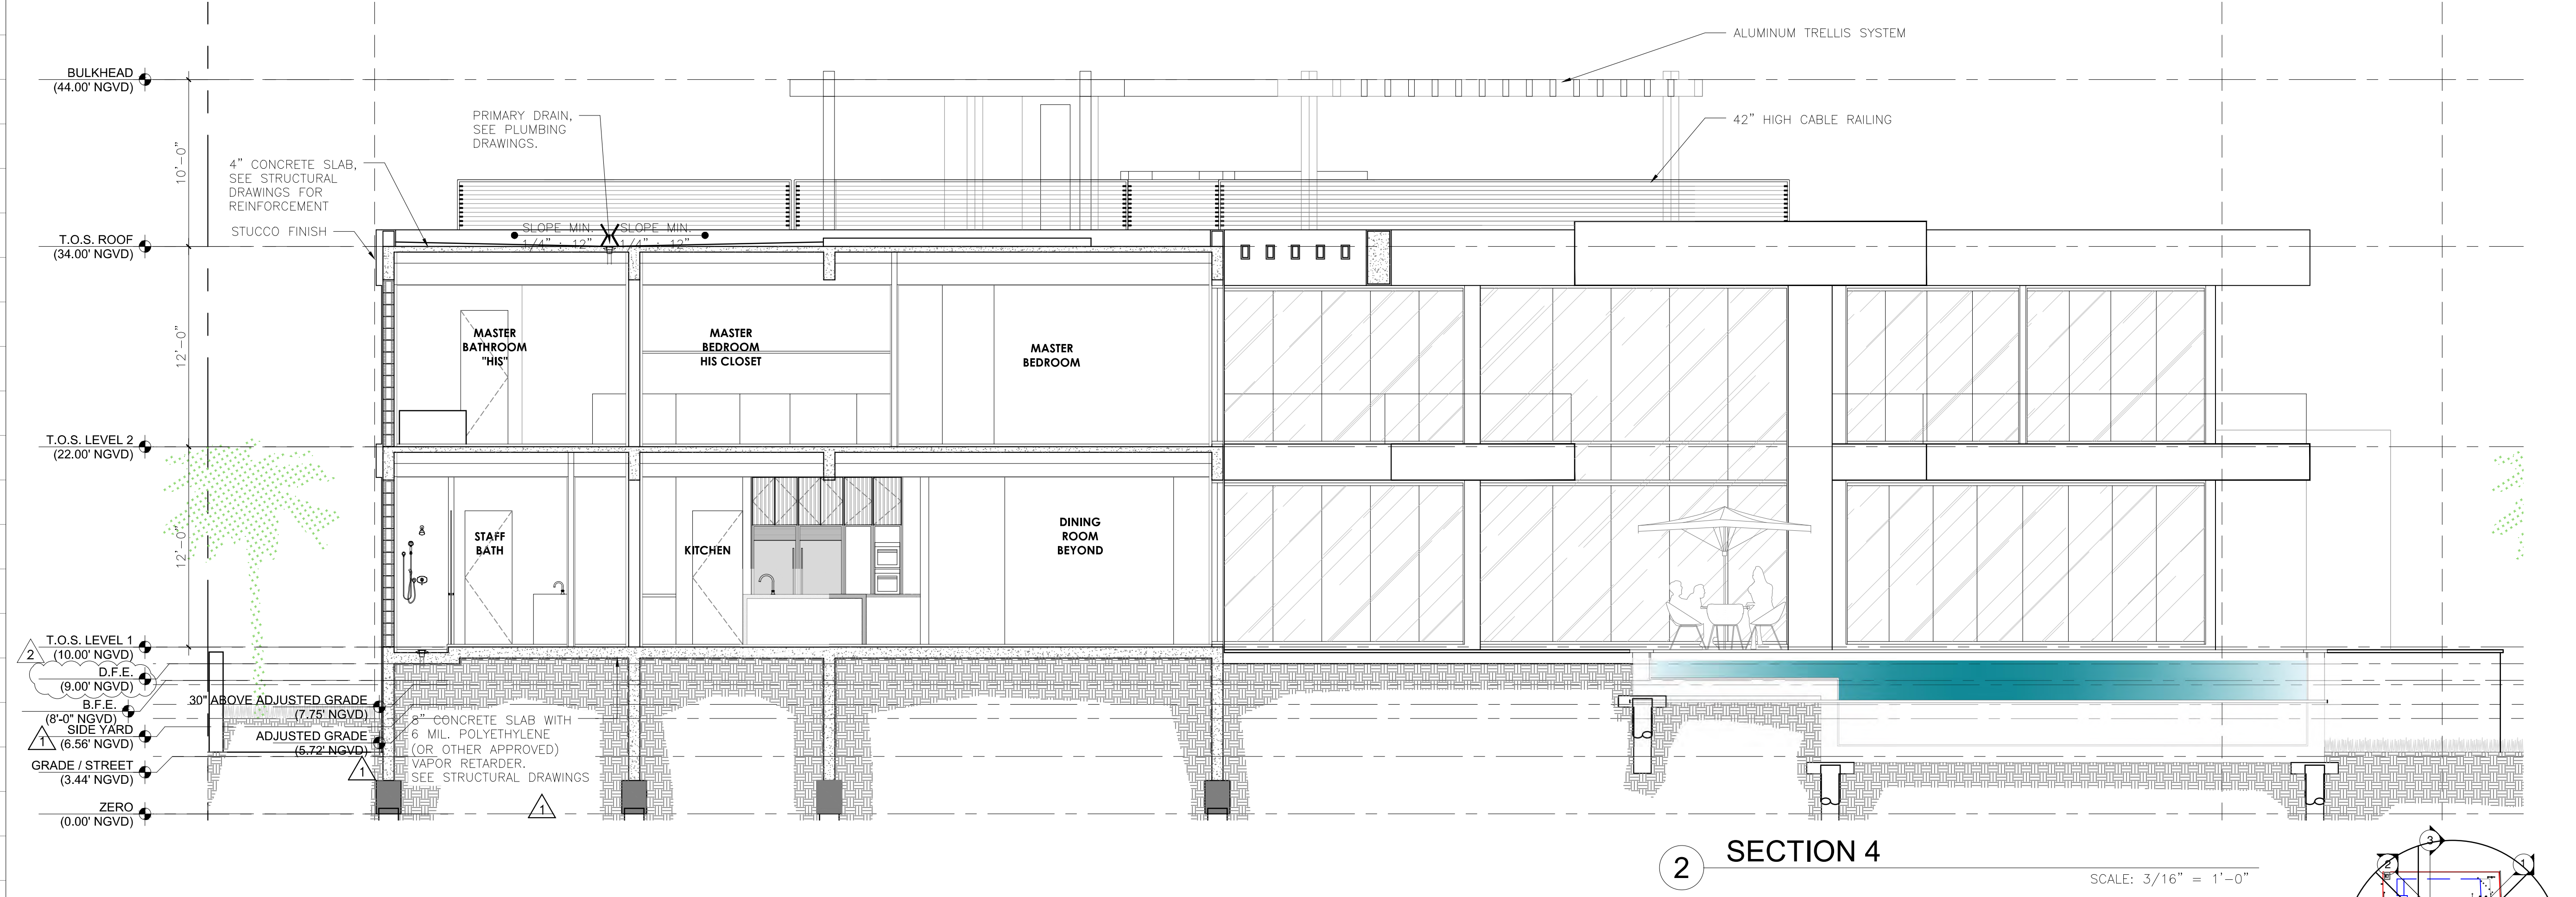 ALUMINUM TRELLIS SYSTEM
BULKHEAD
(44.00' NGVD)
PRIMARY DRAIN,
SEE PLUMBING
DRAWINGS.
42" HIGH CABLE RAILING
10'-0"
4" CONCRETE SLAB,
SEE STRUCTURAL
DRAWINGS FOR
REINFORCEMENT
STUCCO FINISH
SLOPE MIN.
1/4" : 12"
SLOPE MIN.
1/4" : 12"
T.O.S. ROOF
(34.00' NGVD)
12'-0"
MASTER
BATHROOM
"HIS"
MASTER
BEDROOM
HIS CLOSET
MASTER
BEDROOM
T.O.S. LEVEL 2
(22.00' NGVD)
12'-0"
STAFF
BATH
KITCHEN
DINING
ROOM
BEYOND
T.O.S. LEVEL 1
(10.00' NGVD)
2
D.F.E.
(9.00' NGVD)
B.F.E.
(8'-0" NGVD)
SIDE YARD
(6.56' NGVD)
1
GRADE / STREET
(3.44' NGVD)
ZERO
(0.00' NGVD)
30" ABOVE ADJUSTED GRADE
(7.75' NGVD)
ADJUSTED GRADE
(5.72' NGVD)
1
8" CONCRETE SLAB WITH
6 MIL. POLYETHYLENE
(OR OTHER APPROVED)
VAPOR RETARDER.
SEE STRUCTURAL DRAWINGS
1
2
SECTION 4
SCALE: 3/16" = 1'-0"
3
2
1